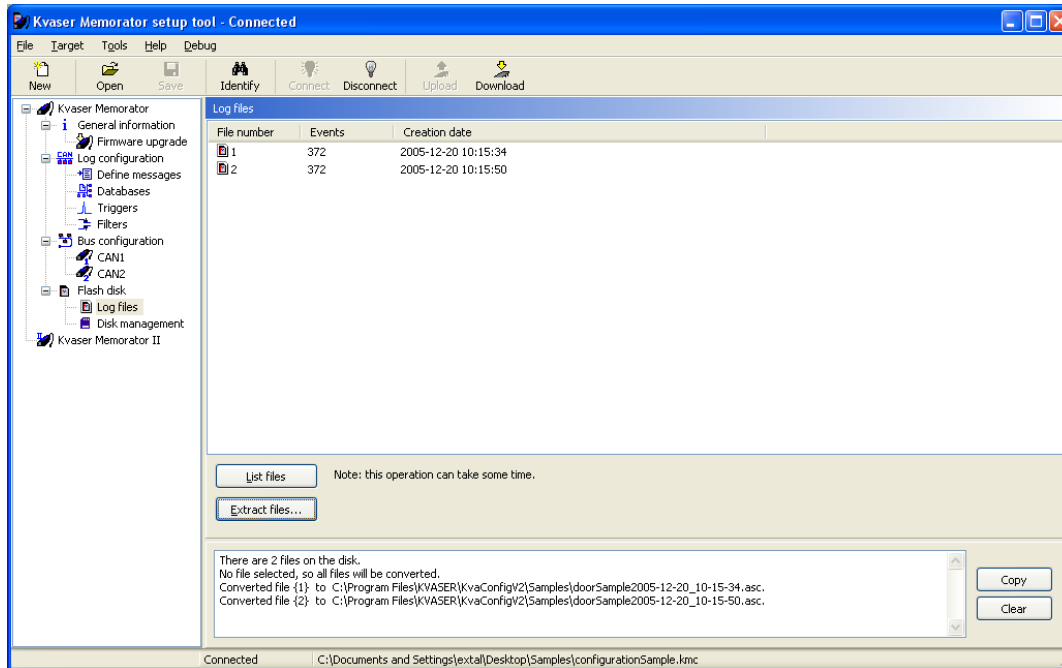 Kvaser Memorator setup tool - Connected
File Target Tools Help Debug
New Open Save Identify Connect Disconnect Upload Download
Kvaser Memorator
General information
Firmware upgrade
Log configuration
Define messages
Databases
Triggers
Filters
Bus configuration
CAN1
CAN2
Flash disk
Log files
Disk management
Kvaser Memorator II
Log files
File number Events Creation date
1 372 2005-12-20 10:15:34
2 372 2005-12-20 10:15:50
List files Note: this operation can take some time.
Extract files...
There are 2 files on the disk.
No file selected, so all files will be converted.
Converted file {1} to C:\Program Files\KVASER\KvaConfigV2\Samples\doorSample2005-12-20_10-15-34.asc.
Converted file {2} to C:\Program Files\KVASER\KvaConfigV2\Samples\doorSample2005-12-20_10-15-50.asc.
Copy
Clear
Connected C:\Documents and Settings\extal\Desktop\Samples\configurationSample.kmc